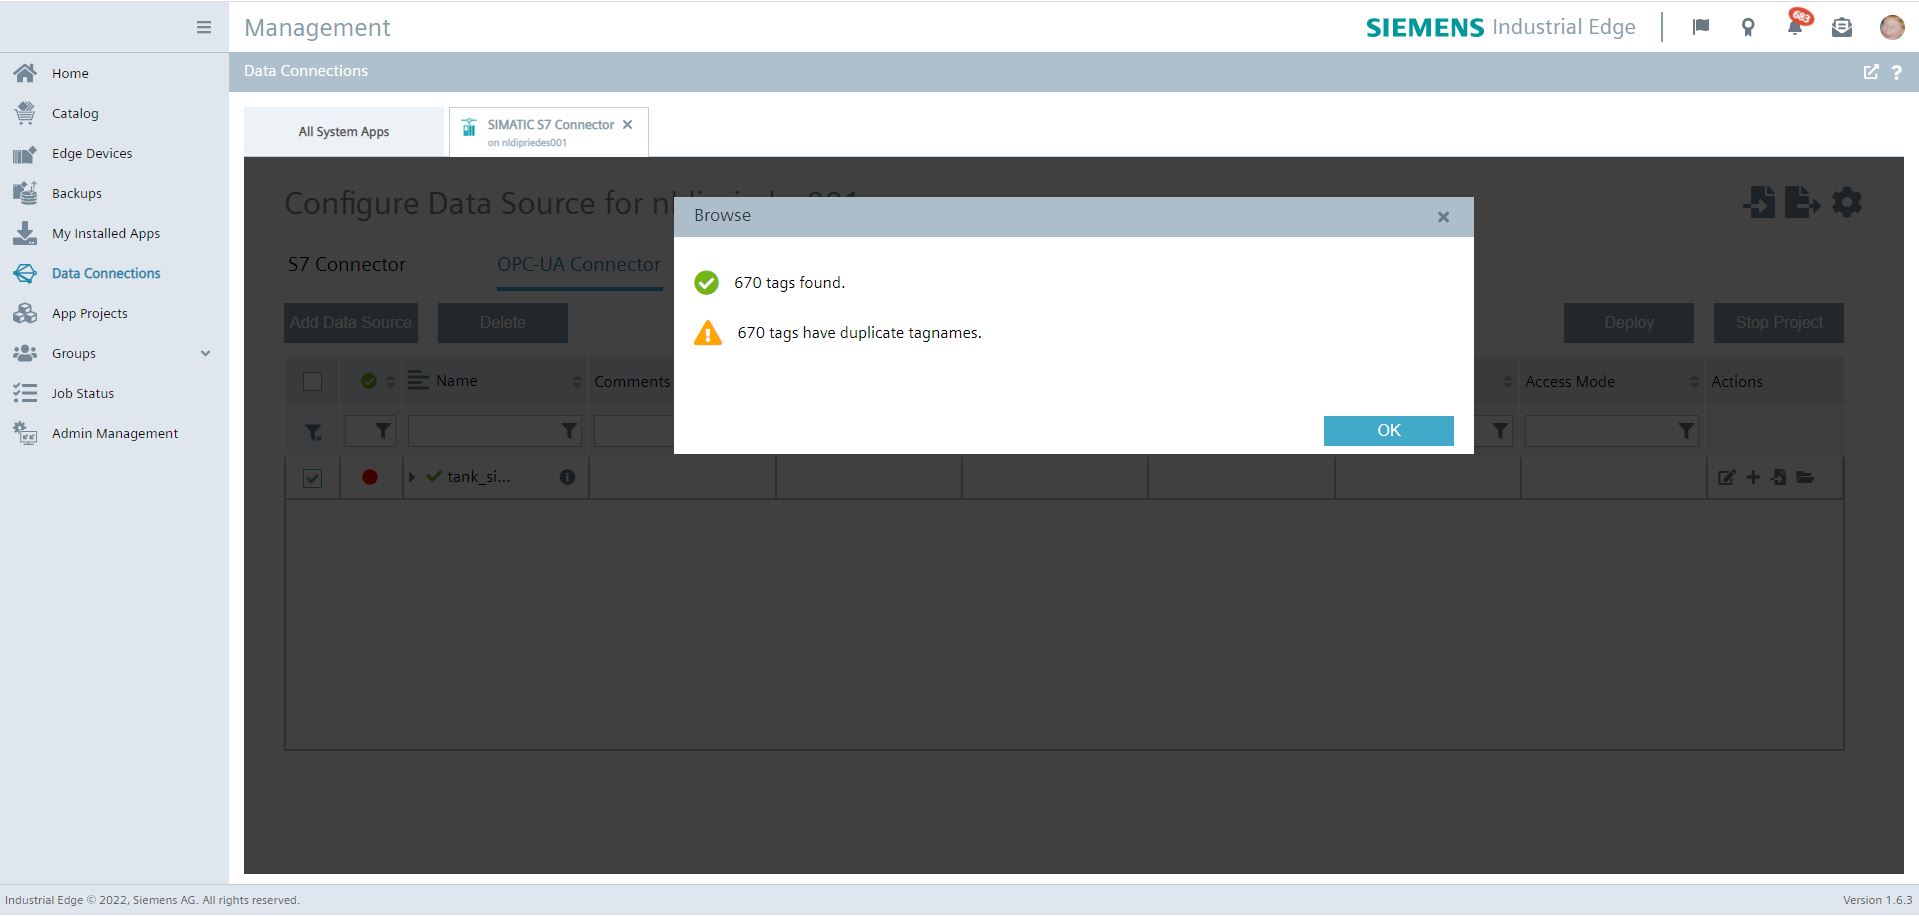 Management
SIEMENS Industrial Edge
683
Home
Catalog
Edge Devices
Backups
My Installed Apps
Data Connections
App Projects
Groups
Job Status
Admin Management
Data Connections
?
All System Apps
SIMATIC S7 Connector
on nldipriedes001
Configure Data Source for nldipriedes001
S7 Connector
OPC-UA Connector
Add Data Source
Delete
Deploy
Stop Project
Browse
670 tags found.
670 tags have duplicate tagnames.
OK
Name
Comments
Access Mode
Actions
tank_si...
Industrial Edge © 2022, Siemens AG. All rights reserved.
Version 1.6.3